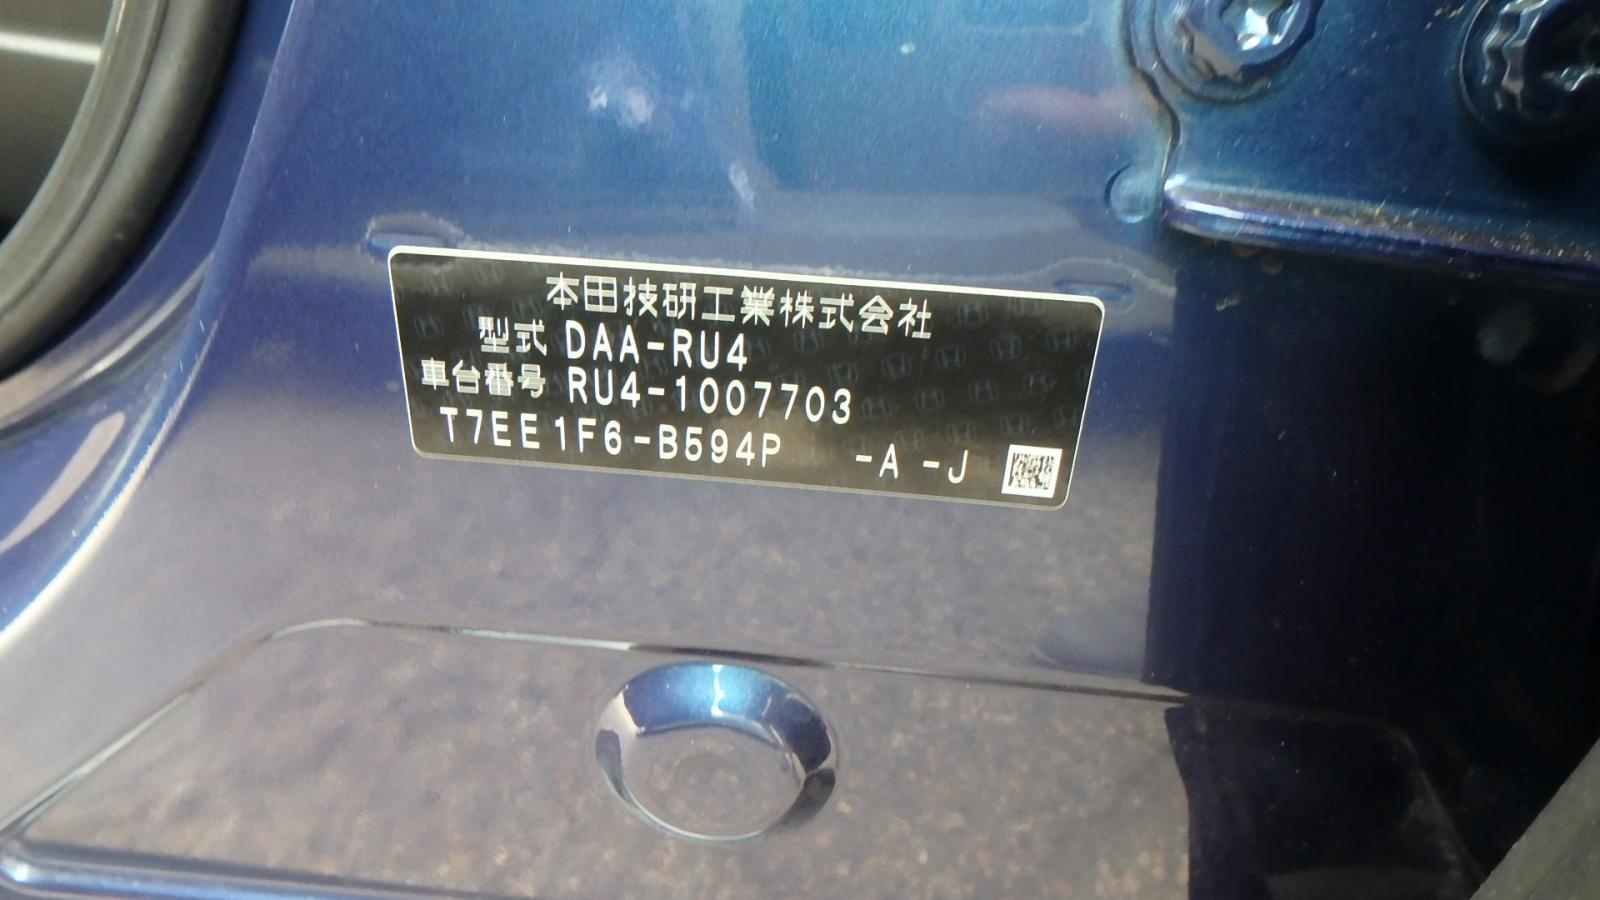 本田技研工業株式会社
型式 DAA-RU4
車台番号 RU4-1007703
T7EE1F6-B594P -A -J